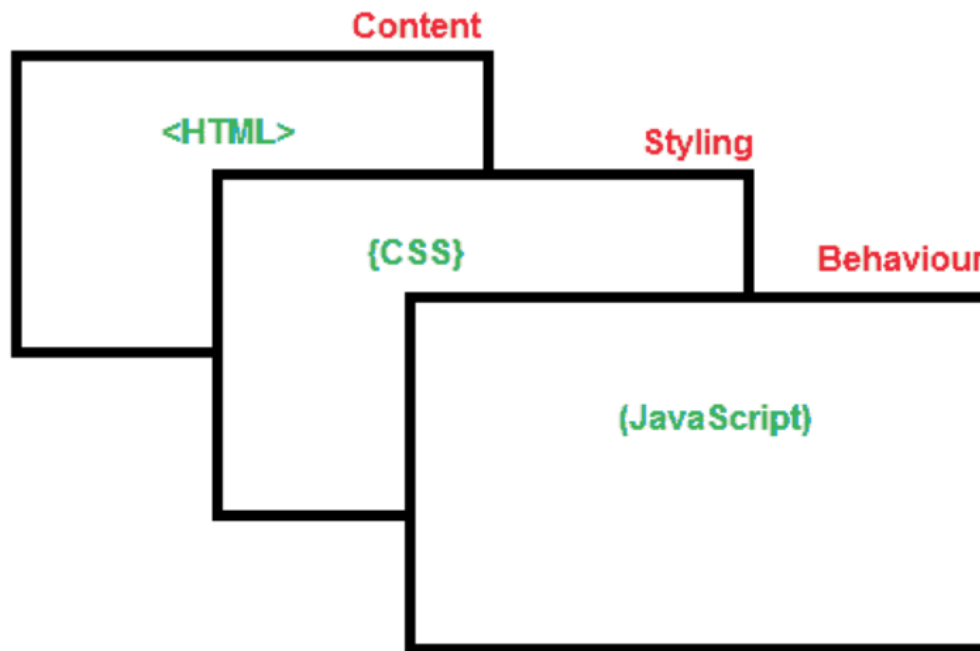 Content
<HTML>
Styling
{CSS}
Behaviour
(JavaScript)